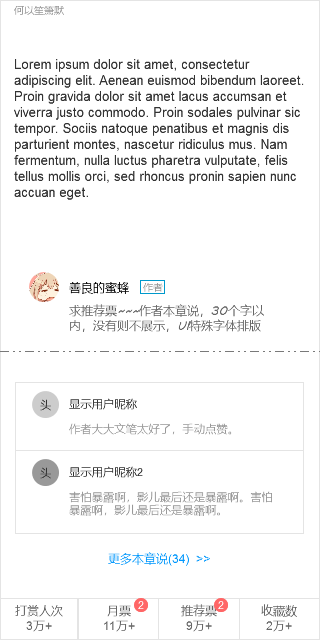 何以笙箫默
Lorem ipsum dolor sit amet, consectetur
adipiscing elit. Aenean euismod bibendum laoreet.
Proin gravida dolor sit amet lacus accumsan et
viverra justo commodo. Proin sodales pulvinar sic
tempor. Sociis natoque penatibus et magnis dis
parturient montes, nascetur ridiculus mus. Nam
fermentum, nulla luctus pharetra vulputate, felis
tellus mollis orci, sed rhoncus pronin sapien nunc
accuan eget.
善良的蜜蜂 作者
求推荐票~~~作者本章说，30个字以
内，没有则不展示，UI特殊字体排版
头 显示用户昵称
作者大大文笔太好了，手动点赞。
头 显示用户昵称2
害怕暴露啊，影儿最后还是暴露啊。害怕
暴露啊，影儿最后还是暴露啊。
更多本章说(34) >>
打赏人次 月票 2 推荐票 2 收藏数
3万+ 11万+ 9万+ 2万+